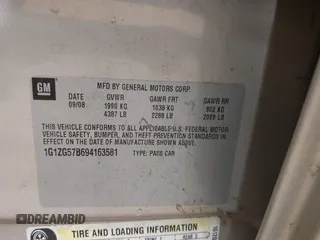 GM
MFD BY GENERAL MOTORS CORP
DATE GVWR GAWR FRT GAWR RR
09/08 1990 KG 1038 KG 952 KG
4387 LB 2288 LB 2099 LB
THIS VEHICLE CONFORMS TO ALL APPLICABLE U.S. FEDERAL MOTOR
VEHICLE SAFETY, BUMPER, AND THEFT PREVENTION STANDARDS IN
EFFECT ON THE DATE OF MANUFACTURE SHOWN ABOVE.
1G1ZG57B694163581 TYPE: PASS CAR
TIRE AND LOADING INFORMATION